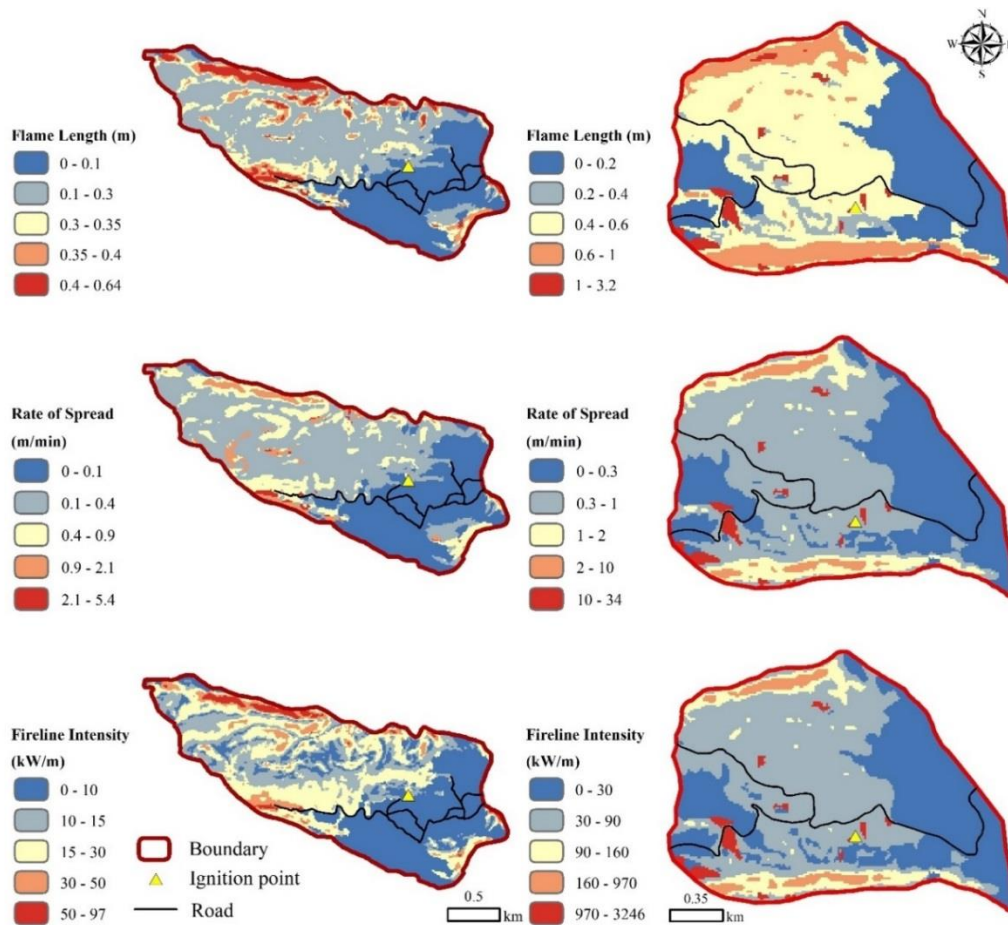 N
W E
S
Flame Length (m)
0 - 0.1
0.1 - 0.3
0.3 - 0.35
0.35 - 0.4
0.4 - 0.64
Flame Length (m)
0 - 0.2
0.2 - 0.4
0.4 - 0.6
0.6 - 1
1 - 3.2
Rate of Spread
(m/min)
0 - 0.1
0.1 - 0.4
0.4 - 0.9
0.9 - 2.1
2.1 - 5.4
Rate of Spread
(m/min)
0 - 0.3
0.3 - 1
1 - 2
2 - 10
10 - 34
Fireline Intensity
(kW/m)
0 - 10
10 - 15
15 - 30
30 - 50
50 - 97
Boundary
Ignition point
Road
0.5
km
Fireline Intensity
(kW/m)
0 - 30
30 - 90
90 - 160
160 - 970
970 - 3246
0.35
km